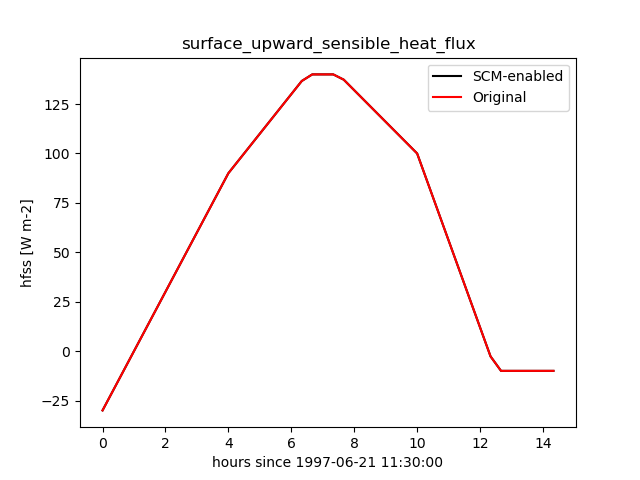 surface_upward_sensible_heat_flux
SCM-enabled
Original
hfss [W m-2]
125
100
75
50
25
0
−25
0 2 4 6 8 10 12 14
hours since 1997-06-21 11:30:00